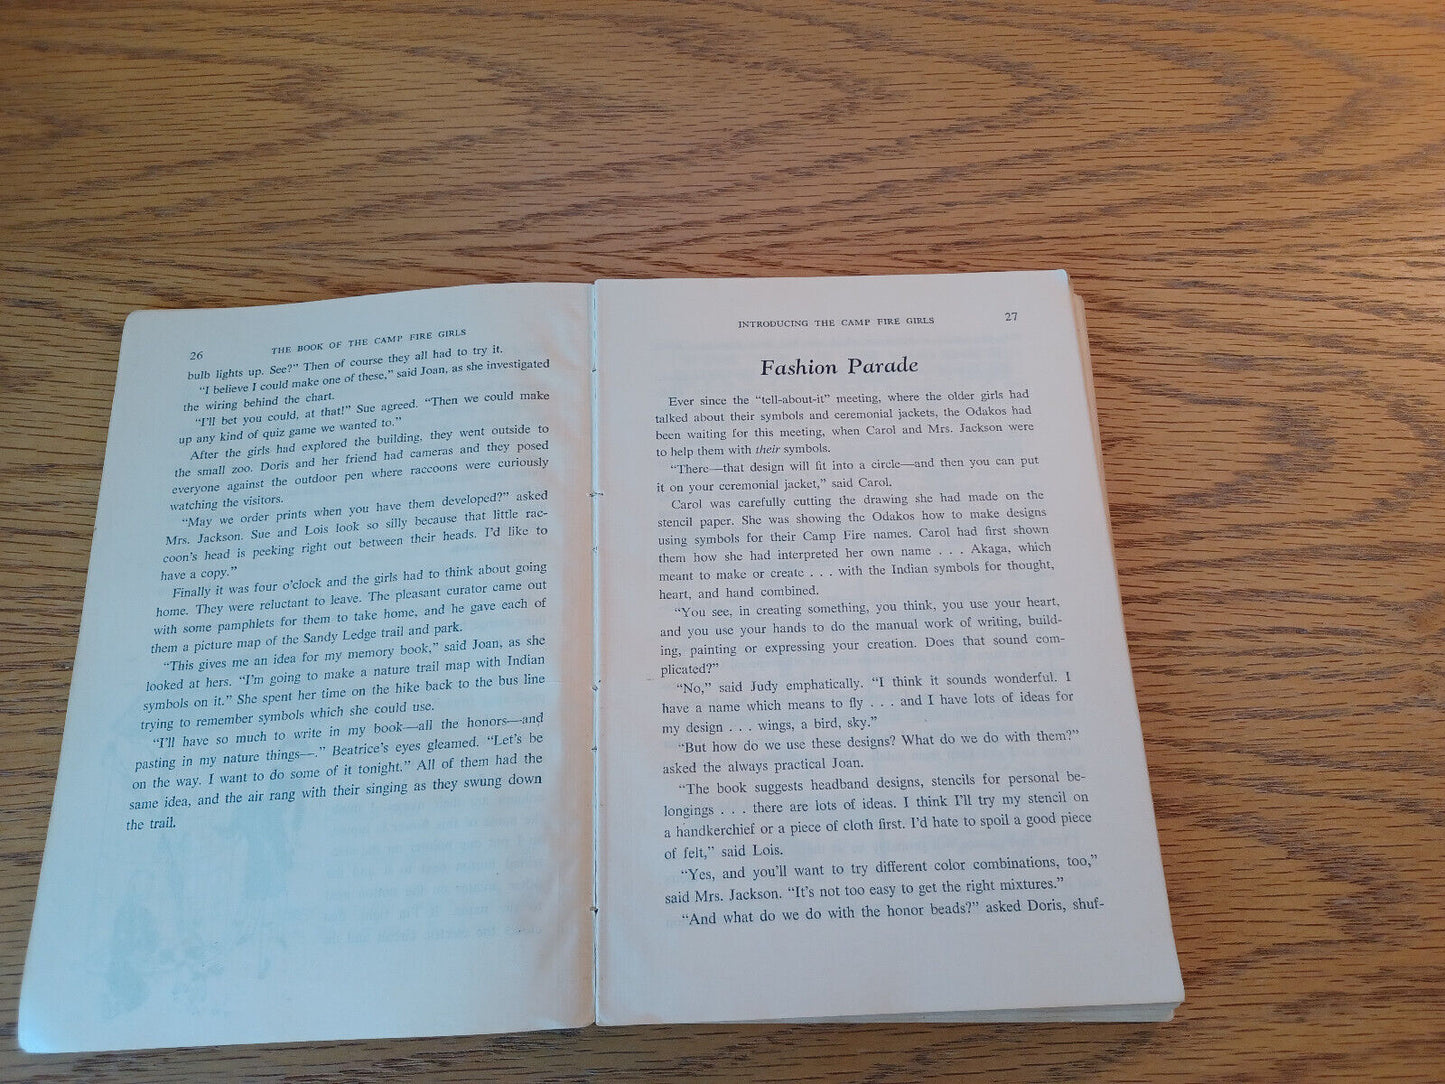 26 THE BOOK OF THE CAMP FIRE GIRLS
bulb lights up. See?” Then of course they all had to try it.
“I believe I could make one of these,” said Joan, as she investigated
the wiring behind the chart.
“I’ll bet you could, at that!” Sue agreed. “Then we could make
up any kind of quiz game we wanted to.”
After the girls had explored the building, they went outside to
the small zoo. Doris and her friend had cameras and they posed
everyone against the outdoor pen where raccoons were curiously
watching the visitors.
“May we order prints when you have them developed?” asked
Mrs. Jackson. Sue and Lois look so silly because that little rac-
coon’s head is peeking right out between their heads. I’d like to
have a copy.”
Finally it was four o’clock and the girls had to think about going
home. They were reluctant to leave. The pleasant curator came out
with some pamphlets for them to take home, and he gave each of
them a picture map of the Sandy Ledge trail and park.
“This gives me an idea for my memory book,” said Joan, as she
looked at hers. “I’m going to make a nature trail map with Indian
symbols on it.” She spent her time on the hike back to the bus line
trying to remember symbols which she could use.
“I’ll have so much to write in my book—all the honors—and
pasting in my nature things—.” Beatrice’s eyes gleamed. “Let’s be
on the way. I want to do some of it tonight.” All of them had the
same idea, and the air rang with their singing as they swung down
the trail.
INTRODUCING THE CAMP FIRE GIRLS 27
Fashion Parade
Ever since the “tell-about-it” meeting, where the older girls had
talked about their symbols and ceremonial jackets, the Odakos had
been waiting for this meeting, when Carol and Mrs. Jackson were
to help them with their symbols.
“There—that design will fit into a circle—and then you can put
it on your ceremonial jacket,” said Carol.
Carol was carefully cutting the drawing she had made on the
stencil paper. She was showing the Odakos how to make designs
using symbols for their Camp Fire names. Carol had first shown
them how she had interpreted her own name . . . Akaga, which
meant to make or create . . . with the Indian symbols for thought,
heart, and hand combined.
“You see, in creating something, you think, you use your heart,
and you use your hands to do the manual work of writing, build-
ing, painting or expressing your creation. Does that sound com-
plicated?”
“No,” said Judy emphatically. “I think it sounds wonderful. I
have a name which means to fly . . . and I have lots of ideas for
my design . . . wings, a bird, sky.”
“But how do we use these designs? What do we do with them?”
asked the always practical Joan.
“The book suggests headband designs, stencils for personal be-
longings . . . there are lots of ideas. I think I’ll try my stencil on
a handkerchief or a piece of cloth first. I’d hate to spoil a good piece
of felt,” said Lois.
“Yes, and you’ll want to try different color combinations, too,”
said Mrs. Jackson. “It’s not too easy to get the right mixtures.”
“And what do we do with the honor beads?” asked Doris, shuf-